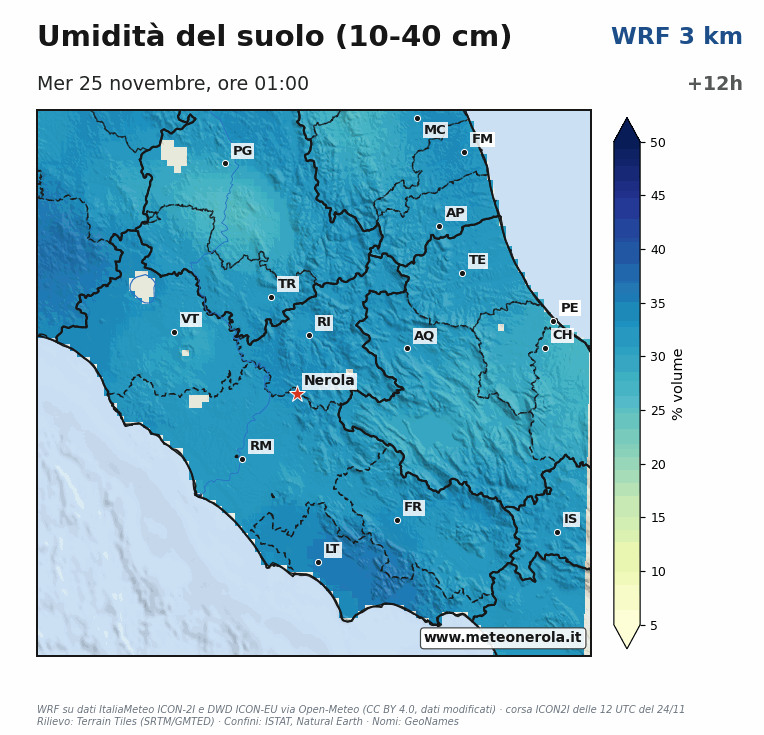 Umidità del suolo (10-40 cm)
WRF 3 km
Mer 25 novembre, ore 01:00
+12h
MC
FM
PG
AP
TE
TR
PE
VT
RI
AQ
CH
Nerola
RM
FR
IS
LT
www.meteonerola.it
50
45
40
35
30
25
20
15
10
5
% volume
WRF su dati ItaliaMeteo ICON-2I e DWD ICON-EU via Open-Meteo (CC BY 4.0, dati modificati) · corsa ICON2I delle 12 UTC del 24/11
Rilievo: Terrain Tiles (SRTM/GMTED) · Confini: ISTAT, Natural Earth · Nomi: GeoNames